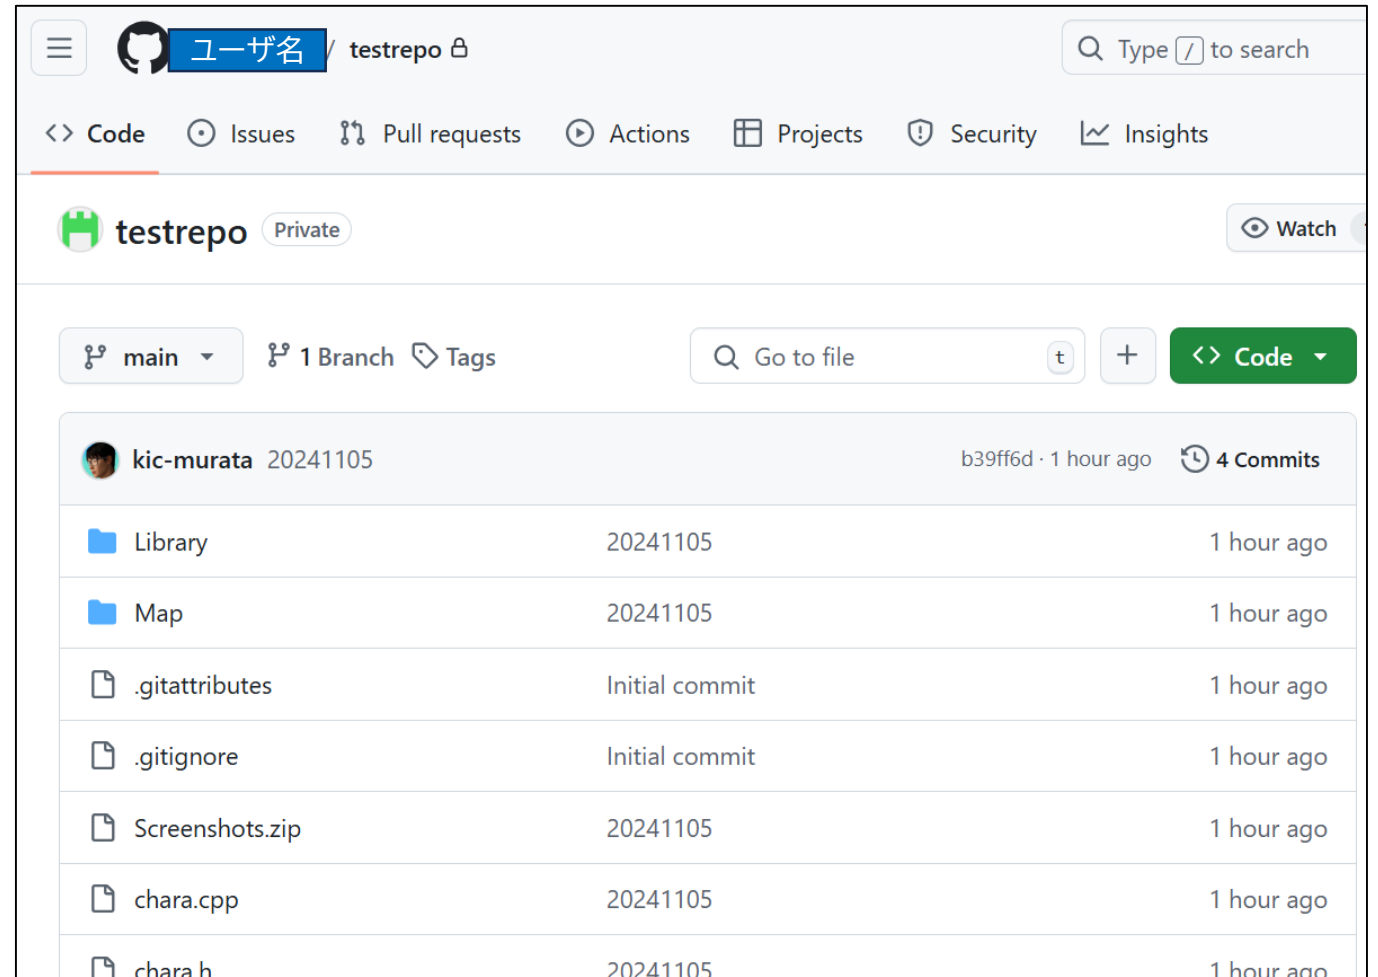 ユーザ名 / testrepo
Type / to search
Code Issues Pull requests Actions Projects Security Insights
testrepo Private
Watch
main 1 Branch Tags
Go to file t
Code
kic-murata 20241105 b39ff6d · 1 hour ago 4 Commits
Library 20241105 1 hour ago
Map 20241105 1 hour ago
.gitattributes Initial commit 1 hour ago
.gitignore Initial commit 1 hour ago
Screenshots.zip 20241105 1 hour ago
chara.cpp 20241105 1 hour ago
chara.h 20241105 1 hour ago